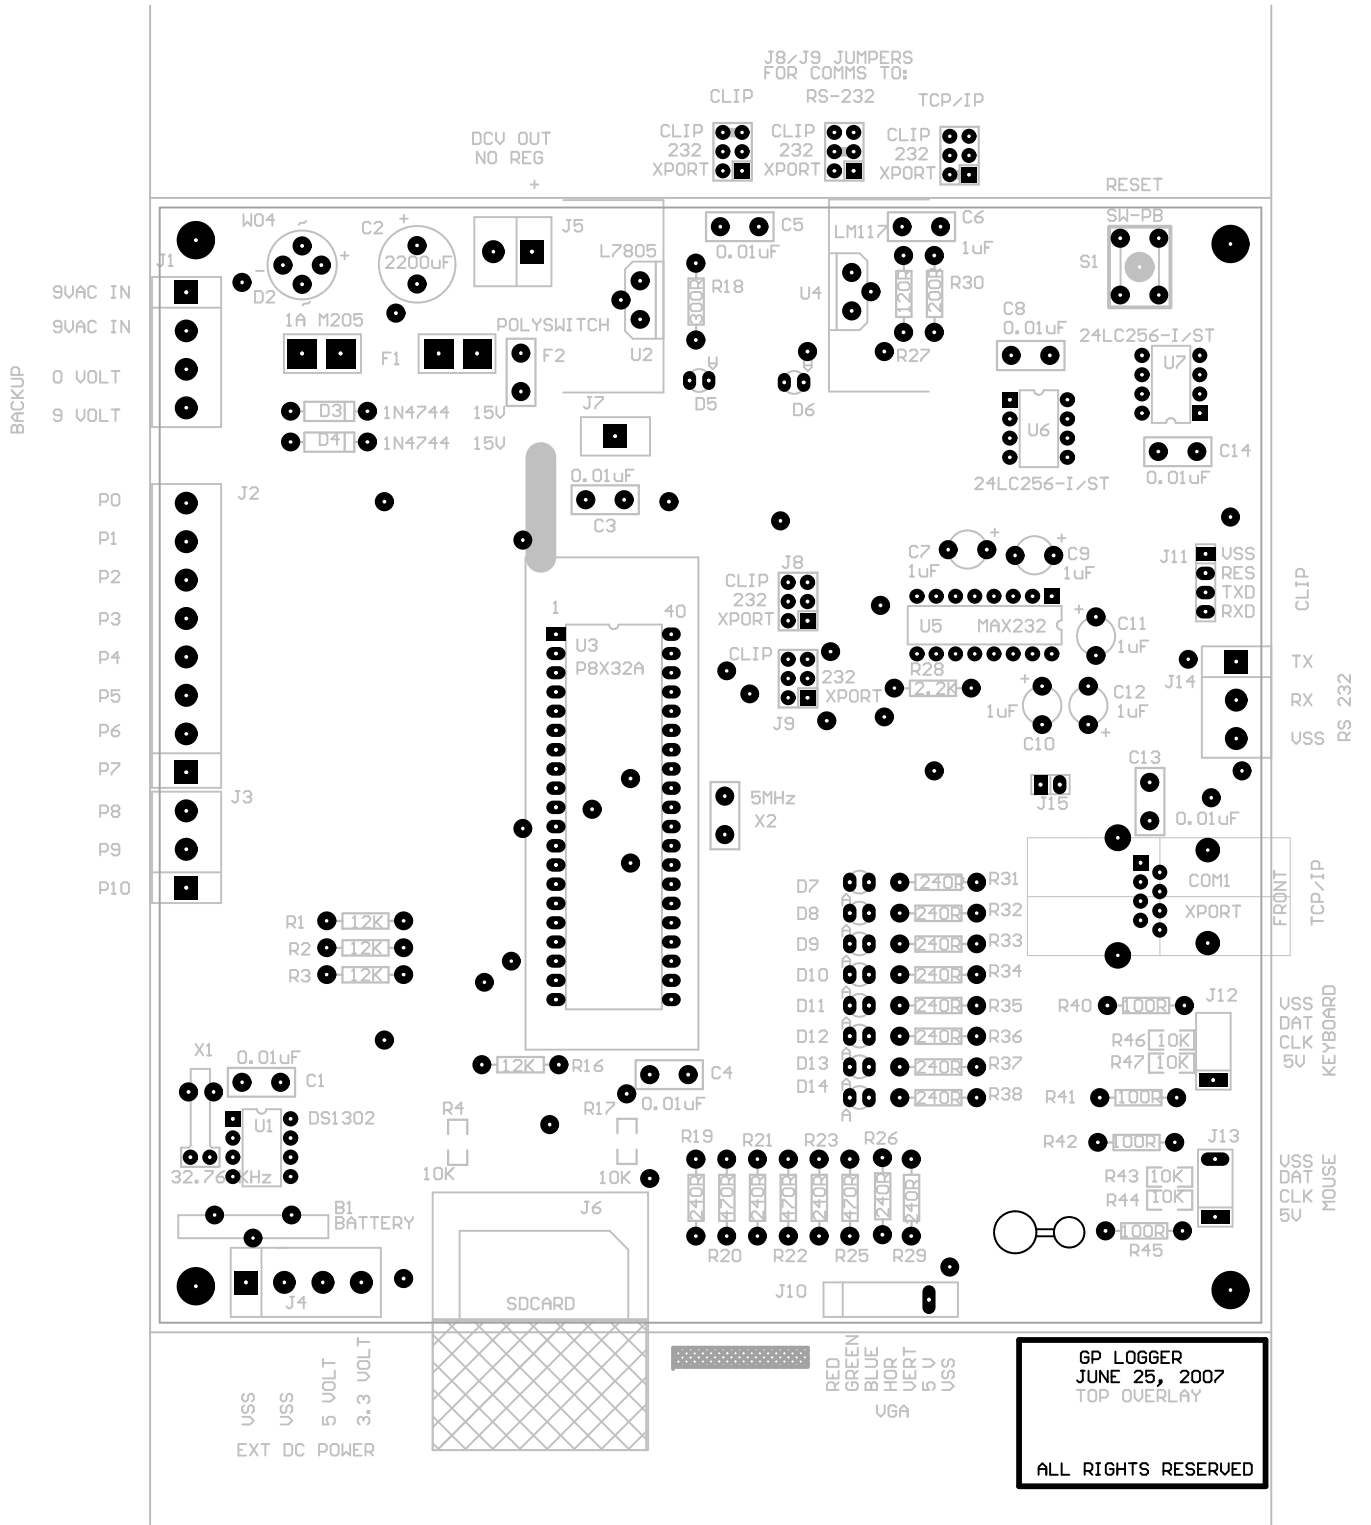 J8/J9 JUMPERS
FOR COMMS TO:
CLIP RS-232 TCP/IP
CLIP
232
XPORT
CLIP
232
XPORT
CLIP
232
XPORT
DCV OUT
NO REG
+
RESET
SW-PB
S1
W04
~
+
-
~
D2
C2
+
2200uF
J5
L7805
U2
C5
0.01uF
R18
300R
LM117
U4
C6
1uF
120R
200R
R30
R27
J1
9VAC IN
9VAC IN
0 VOLT
9 VOLT
BACKUP
1A M205
F1
POLYSWITCH
F2
C8
0.01uF
24LC256-I/ST
U7
U6
24LC256-I/ST
C14
0.01uF
D3 1N4744 15V
D4 1N4744 15V
J7
D5
A
D6
A
0.01uF
C3
J2
P0
P1
P2
P3
P4
P5
P6
P7
J3
P8
P9
P10
1
40
U3
P8X32A
J8
CLIP
232
XPORT
CLIP
232
XPORT
J9
C7
1uF
+
C9
1uF
+
U5 MAX232
C11
1uF
+
R28
2.2K
C10
1uF
+
C12
1uF
+
J11
VSS
RES
TXD
RXD
CLIP
J14
TX
RX
VSS
RS 232
5MHz
X2
J15
C13
0.01uF
COM1
XPORT
FRONT
TCP/IP
R1 12K
R2 12K
R3 12K
D7 240R R31
A
D8 240R R32
A
D9 240R R33
A
D10 240R R34
A
D11 240R R35
A
D12 240R R36
A
D13 240R R37
A
D14 240R R38
A
R40 100R
J12
R46 10K
R47 10K
R41 100R
VSS
DAT
CLK
5V
KEYBOARD
R42 100R
J13
R43 10K
R44 10K
100R
R45
VSS
DAT
CLK
5V
MOUSE
X1
0.01uF
C1
U1
DS1302
32.76 KHz
B1
BATTERY
J4
12K R16
C4
0.01uF
R4
10K
R17
10K
J6
SDCARD
R19 R21 R23 R26
240R 470R 240R 470R 240R 470R 240R 240R
R20 R22 R25 R29
J10
RED
GREEN
BLUE
HOR
VERT
5 V
VSS
VGA
VSS
VSS
5 VOLT
3.3 VOLT
EXT DC POWER
GP LOGGER
JUNE 25, 2007
TOP OVERLAY
ALL RIGHTS RESERVED